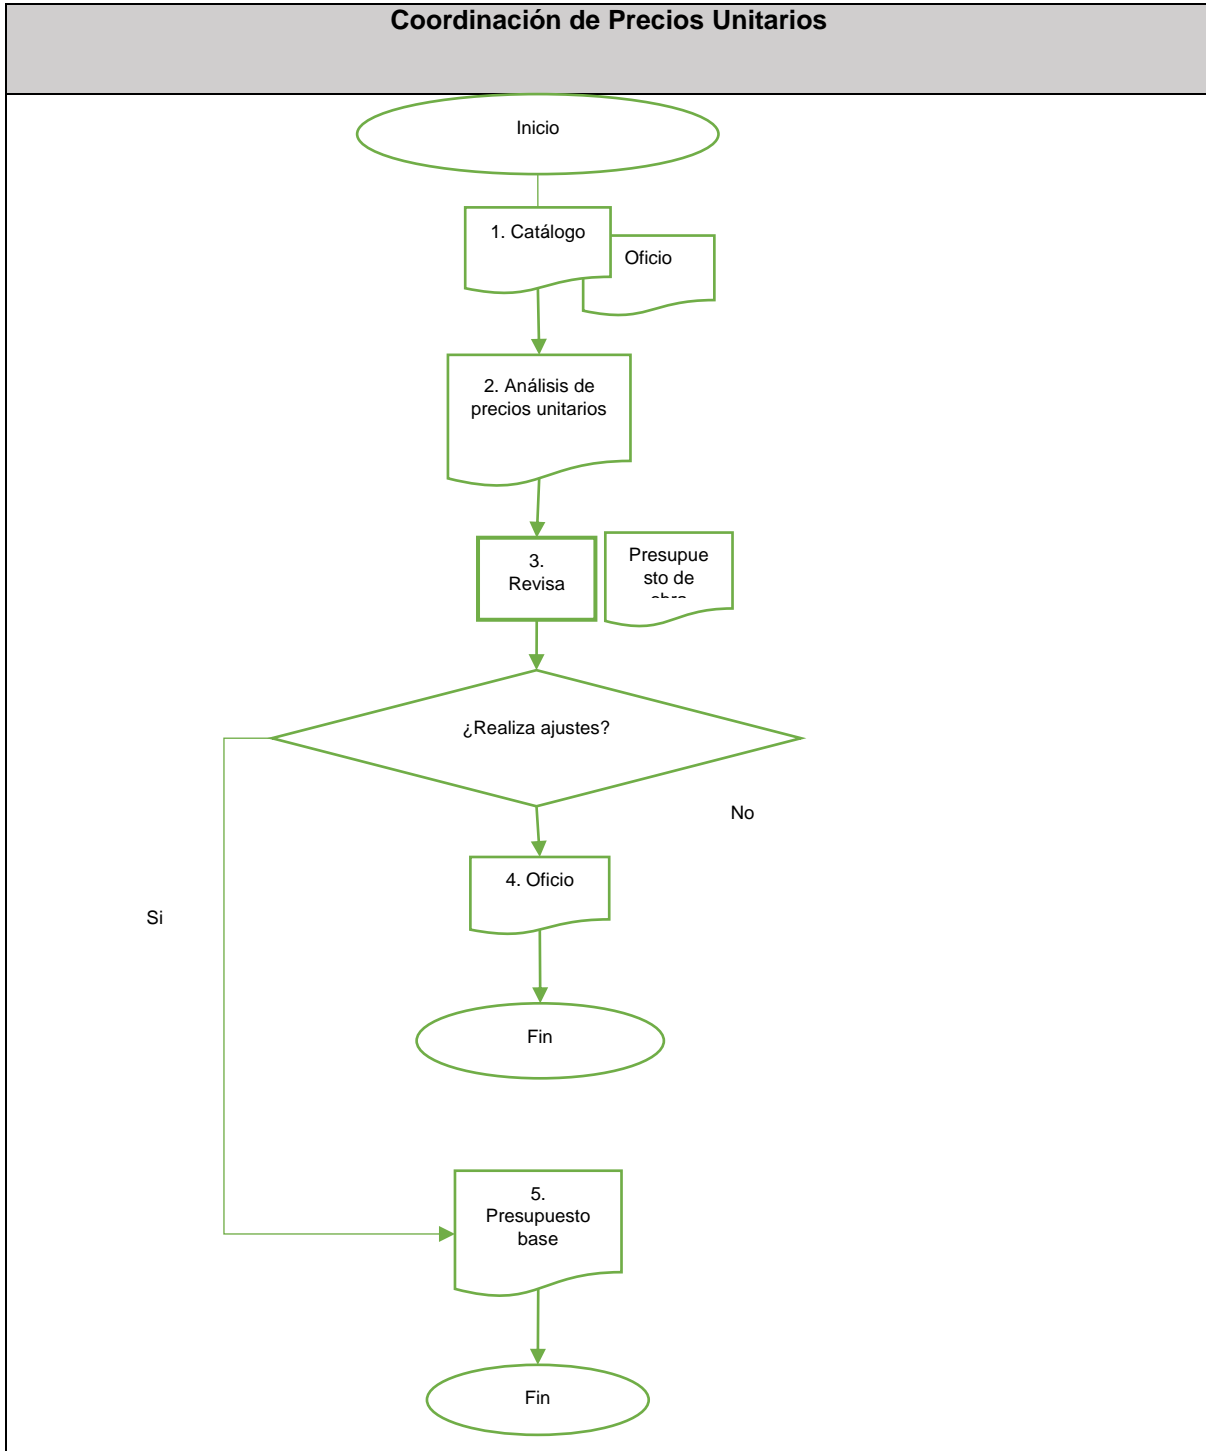 Coordinación de Precios Unitarios
Inicio
1. Catálogo
Oficio
2. Análisis de
precios unitarios
3.
Revisa
Presupue
sto de
¿Realiza ajustes?
No
4. Oficio
Si
Fin
5.
Presupuesto
base
Fin